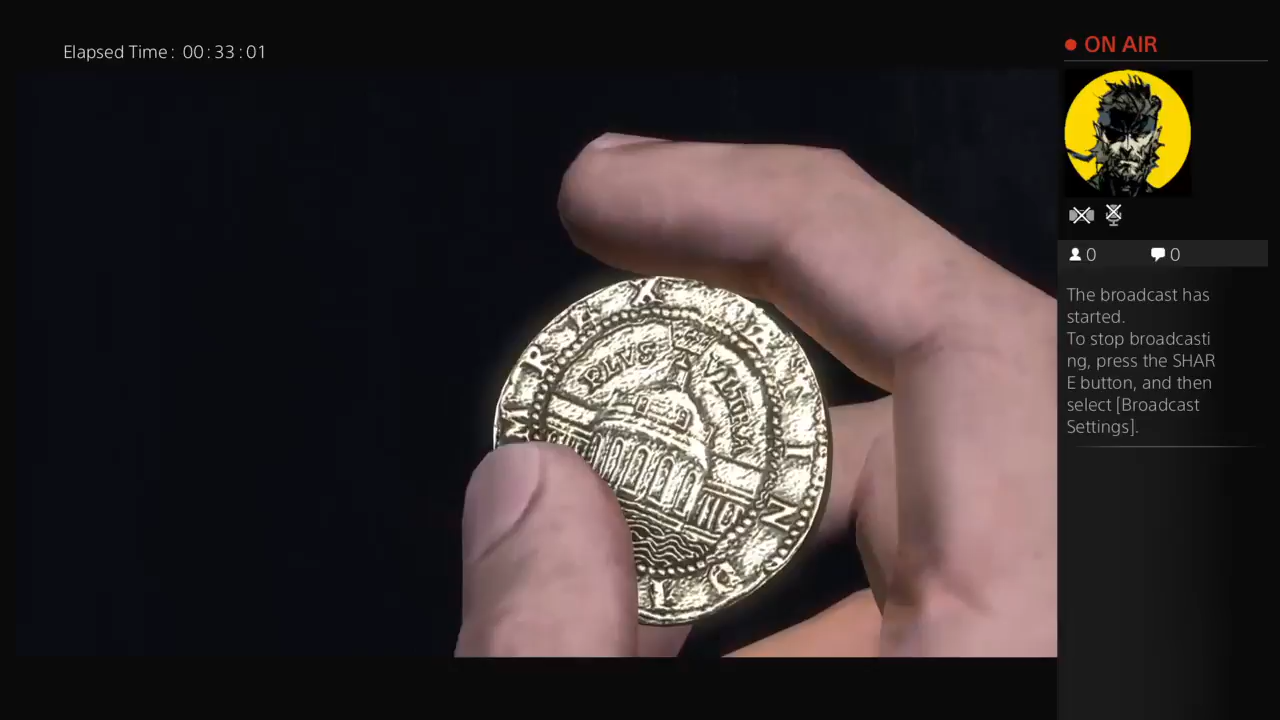 Elapsed Time: 00:33:01
ON AIR
0 0
The broadcast has
started.
To stop broadcasti
ng, press the SHAR
E button, and then
select [Broadcast
Settings].
PLVS VLTRA